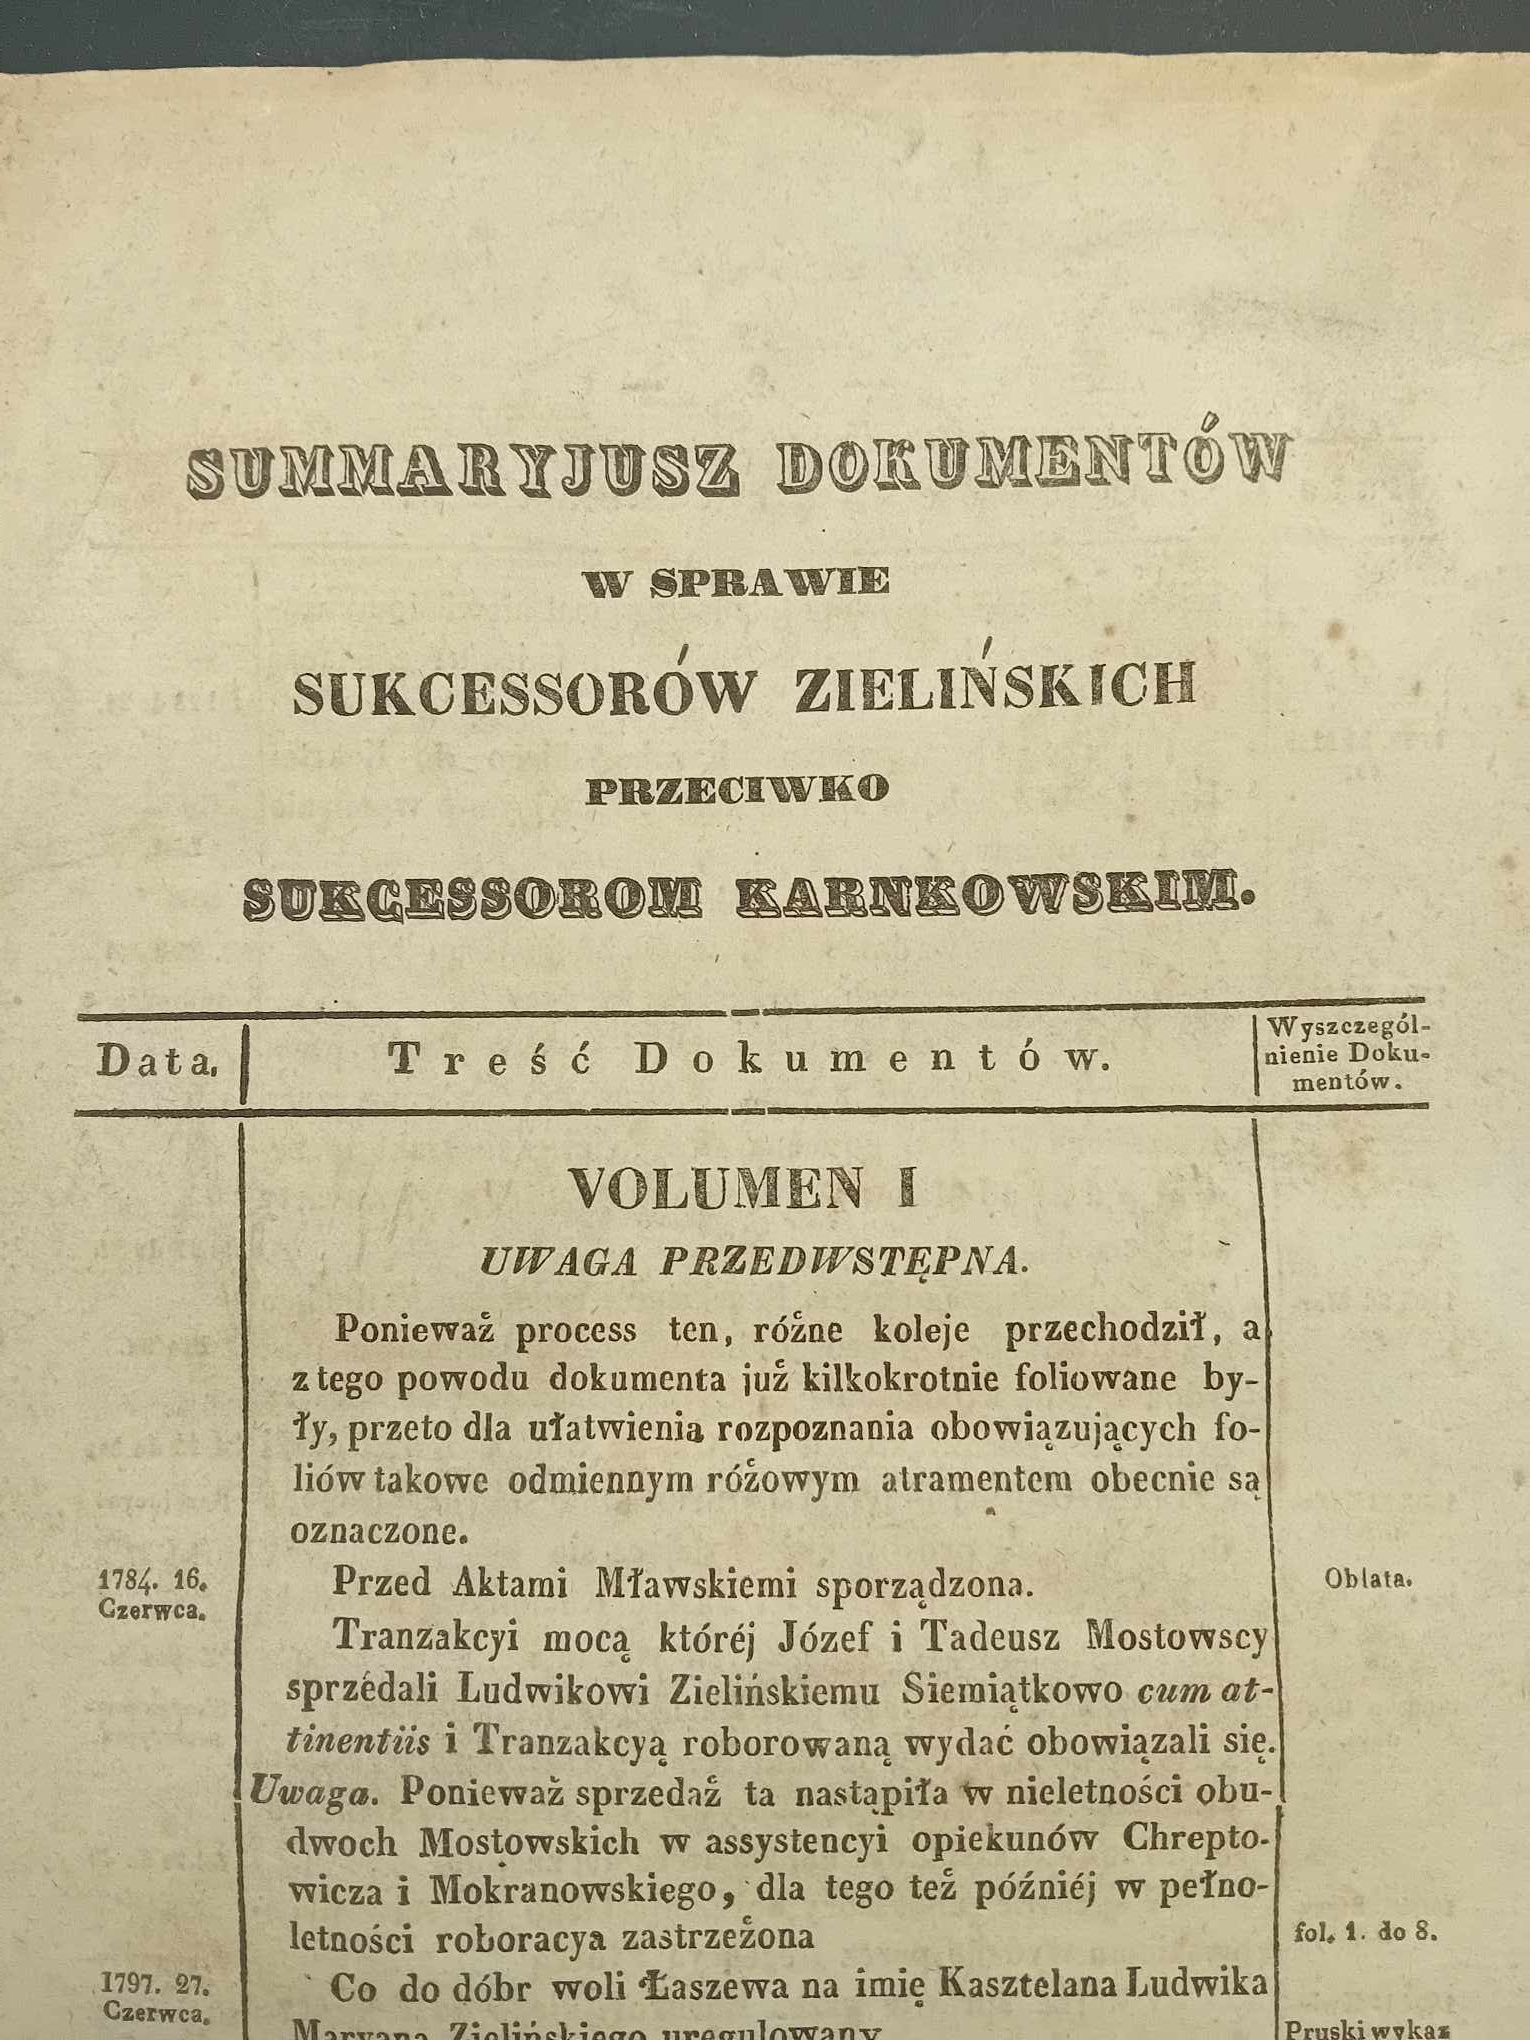 SUMMARYJUSZ DOKUMENTÓW
W SPRAWIE
SUKCESSORÓW ZIELIŃSKICH
PRZECIWKO
SUKCESSOROM KARNKOWSKIM.
Data.
Treść Dokumentów.
Wyszczegól-
nienie Doku-
mentów.
VOLUMEN I
UWAGA PRZEDWSTĘPNA.
Ponieważ process ten, różne koleje przechodził, a
z tego powodu dokumenta już kilkokrotnie foliowane by-
ły, przeto dla ułatwienia rozpoznania obowiązujących fo-
liów takowe odmiennym różowym atramentem obecnie są
oznaczone.
1784. 16.
Czerwca.
Przed Aktami Mławskiemi sporządzona.
Oblata.
Tranzakcyi mocą któréj Józef i Tadeusz Mostowscy
sprzédali Ludwikowi Zielińskiemu Siemiątkowo cum at-
tinentiis i Tranzakcyą roborowaną wydać obowiązali się.
Uwaga. Ponieważ sprzedaż ta nastąpiła w nieletności obu-
dwoch Mostowskich w assystencyi opiekunów Chrepto-
wicza i Mokranowskiego, dla tego też późniéj w pełno-
letności roboracya zastrzeżona
fol. 1. do 8.
1797. 27.
Czerwca.
Co do dóbr woli Łaszewa na imię Kasztelana Ludwika
Maryana Zielińskiego uregulowany
Pruski wykaz